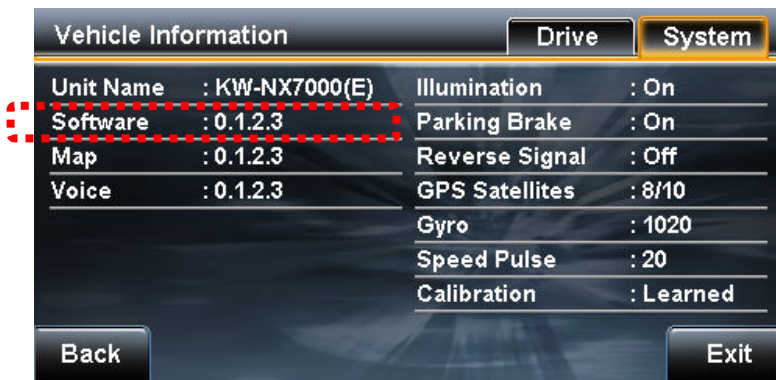 Vehicle Information
Drive
System
Unit Name : KW-NX7000(E)
Software : 0.1.2.3
Map : 0.1.2.3
Voice : 0.1.2.3
Illumination : On
Parking Brake : On
Reverse Signal : Off
GPS Satellites : 8/10
Gyro : 1020
Speed Pulse : 20
Calibration : Learned
Back
Exit